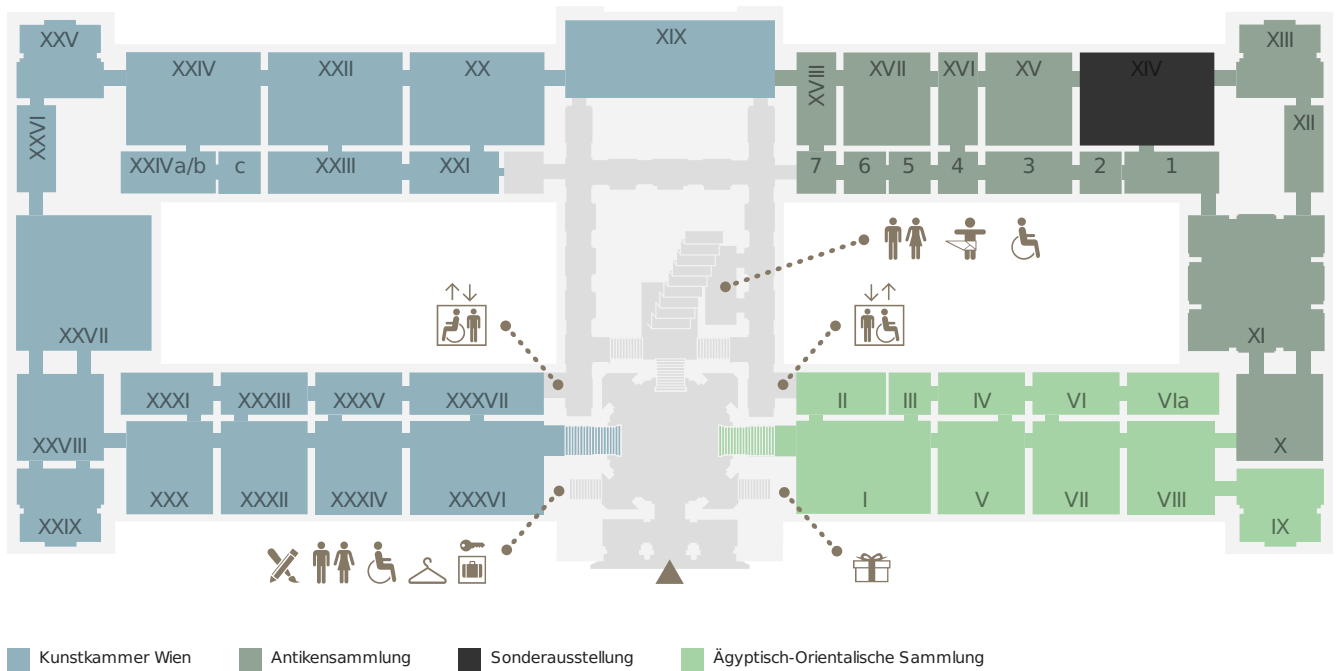 XXV
XXIV
XXII
XX
XIX
XVIII
XVII
XVI
XV
XIV
XIII
XXVI
XII
XXIVa/b
c
XXIII
XXI
7
6
5
4
3
2
1
XXVII
XI
XXXI
XXXIII
XXXV
XXXVII
II
III
IV
VI
VIa
XXVIII
X
XXX
XXXII
XXXIV
XXXVI
I
V
VII
VIII
XXIX
IX
Kunstkammer Wien
Antikensammlung
Sonderausstellung
Ägyptisch-Orientalische Sammlung